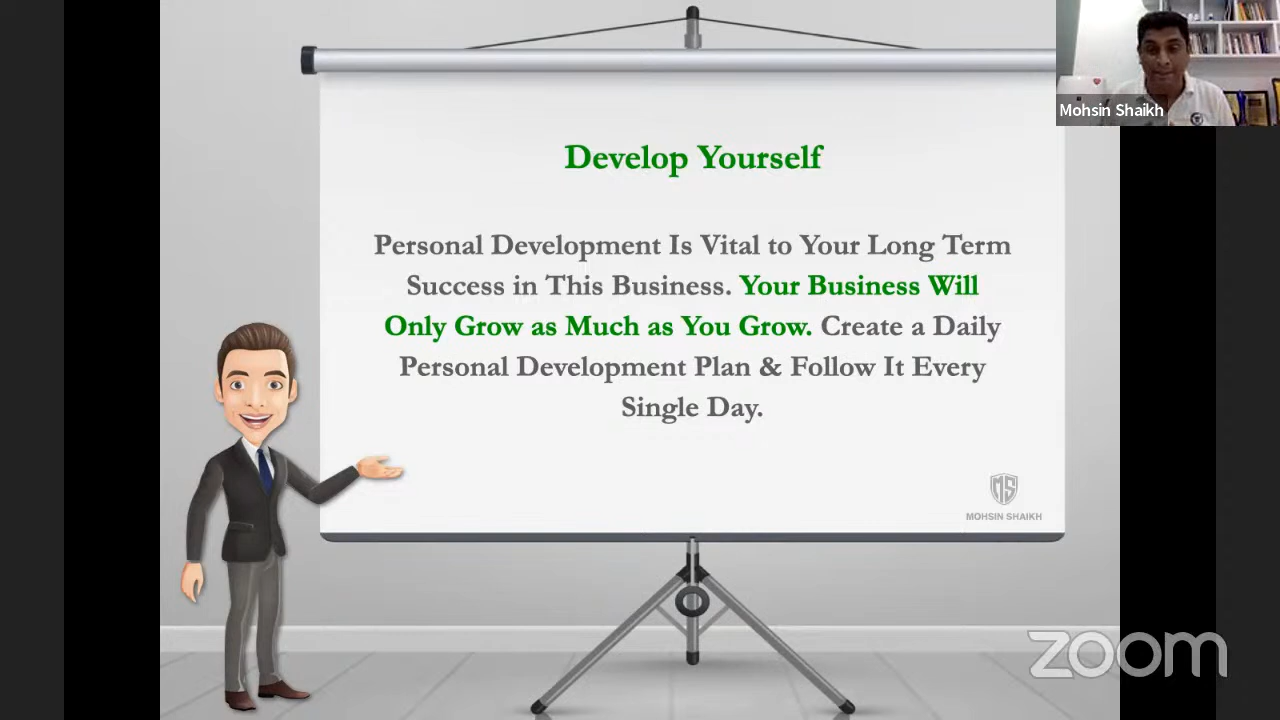 Mohsin Shaikh
Develop Yourself
Personal Development Is Vital to Your Long Term
Success in This Business. Your Business Will
Only Grow as Much as You Grow. Create a Daily
Personal Development Plan & Follow It Every
Single Day.
MS
MOHSIN SHAIKH
zoom